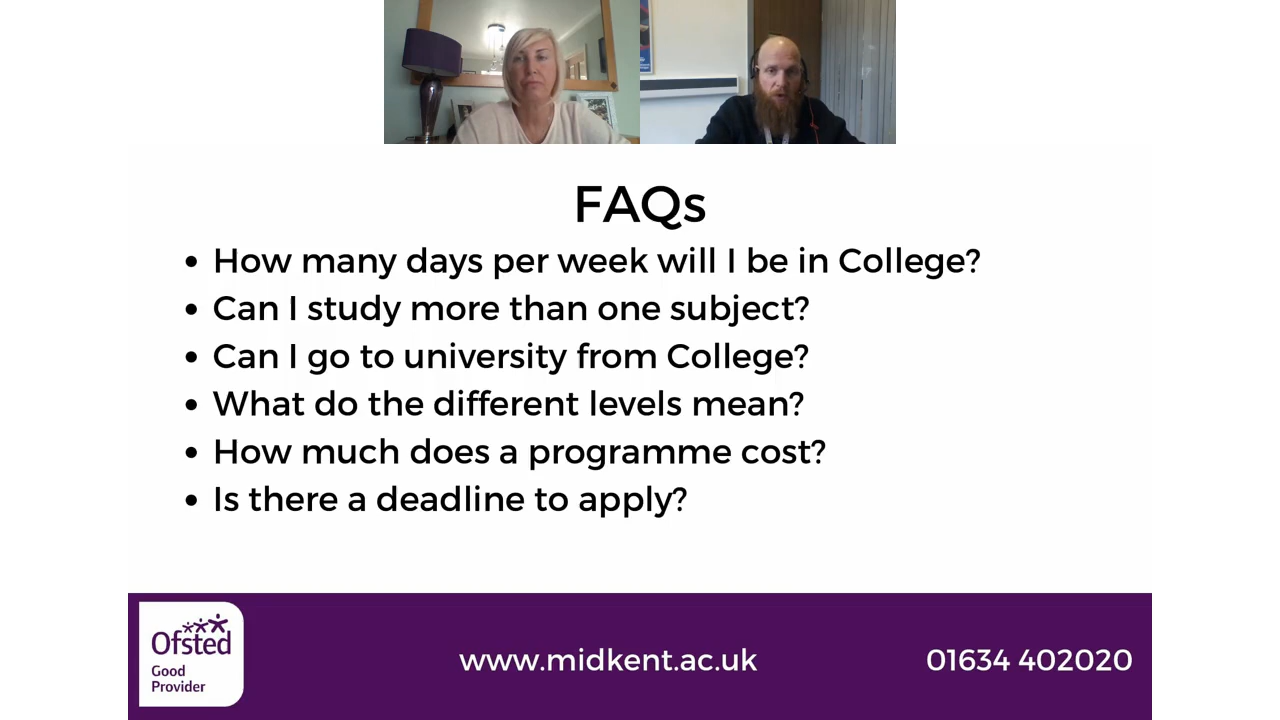 FAQs
How many days per week will I be in College?
Can I study more than one subject?
Can I go to university from College?
What do the different levels mean?
How much does a programme cost?
Is there a deadline to apply?
Ofsted
Good
Provider
www.midkent.ac.uk
01634 402020